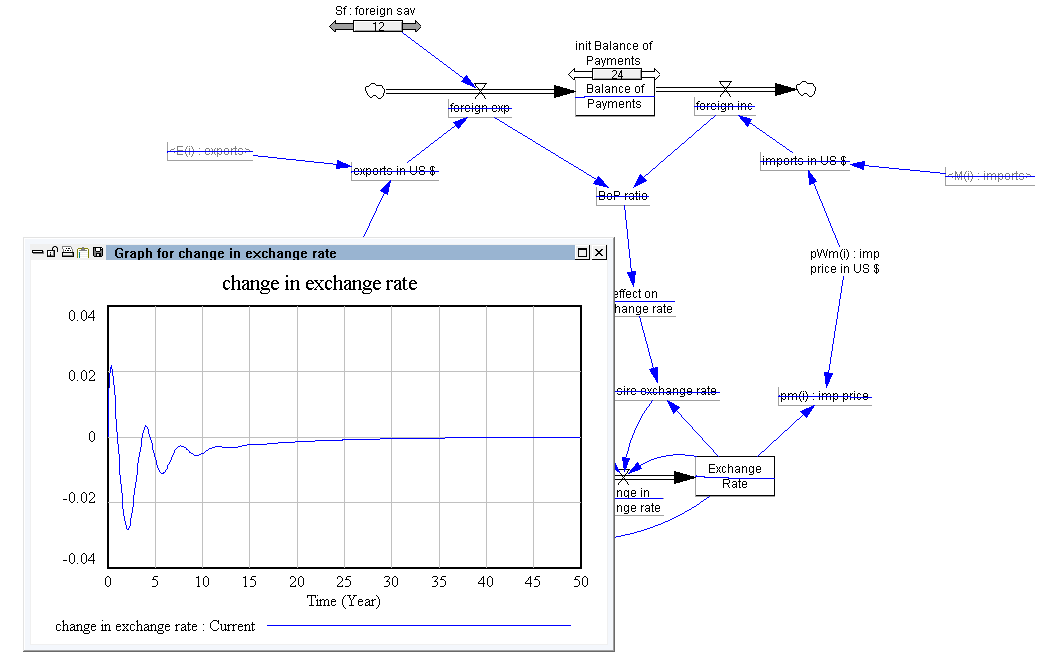 Sf : foreign sav
12
init Balance of
Payments
24
Balance of
Payments
foreign exp
foreign inc
<E(i) : exports>
exports in US $
imports in US $
<M(i) : imports>
BoP ratio
pWm(i) : imp
price in US $
effect on
hange rate
sire exchange rate
pm(i) : imp price
Exchange
Rate
nge in
nge rate
Graph for change in exchange rate
change in exchange rate
0.04
0.02
0
-0.02
-0.04
0 5 10 15 20 25 30 35 40 45 50
Time (Year)
change in exchange rate : Current